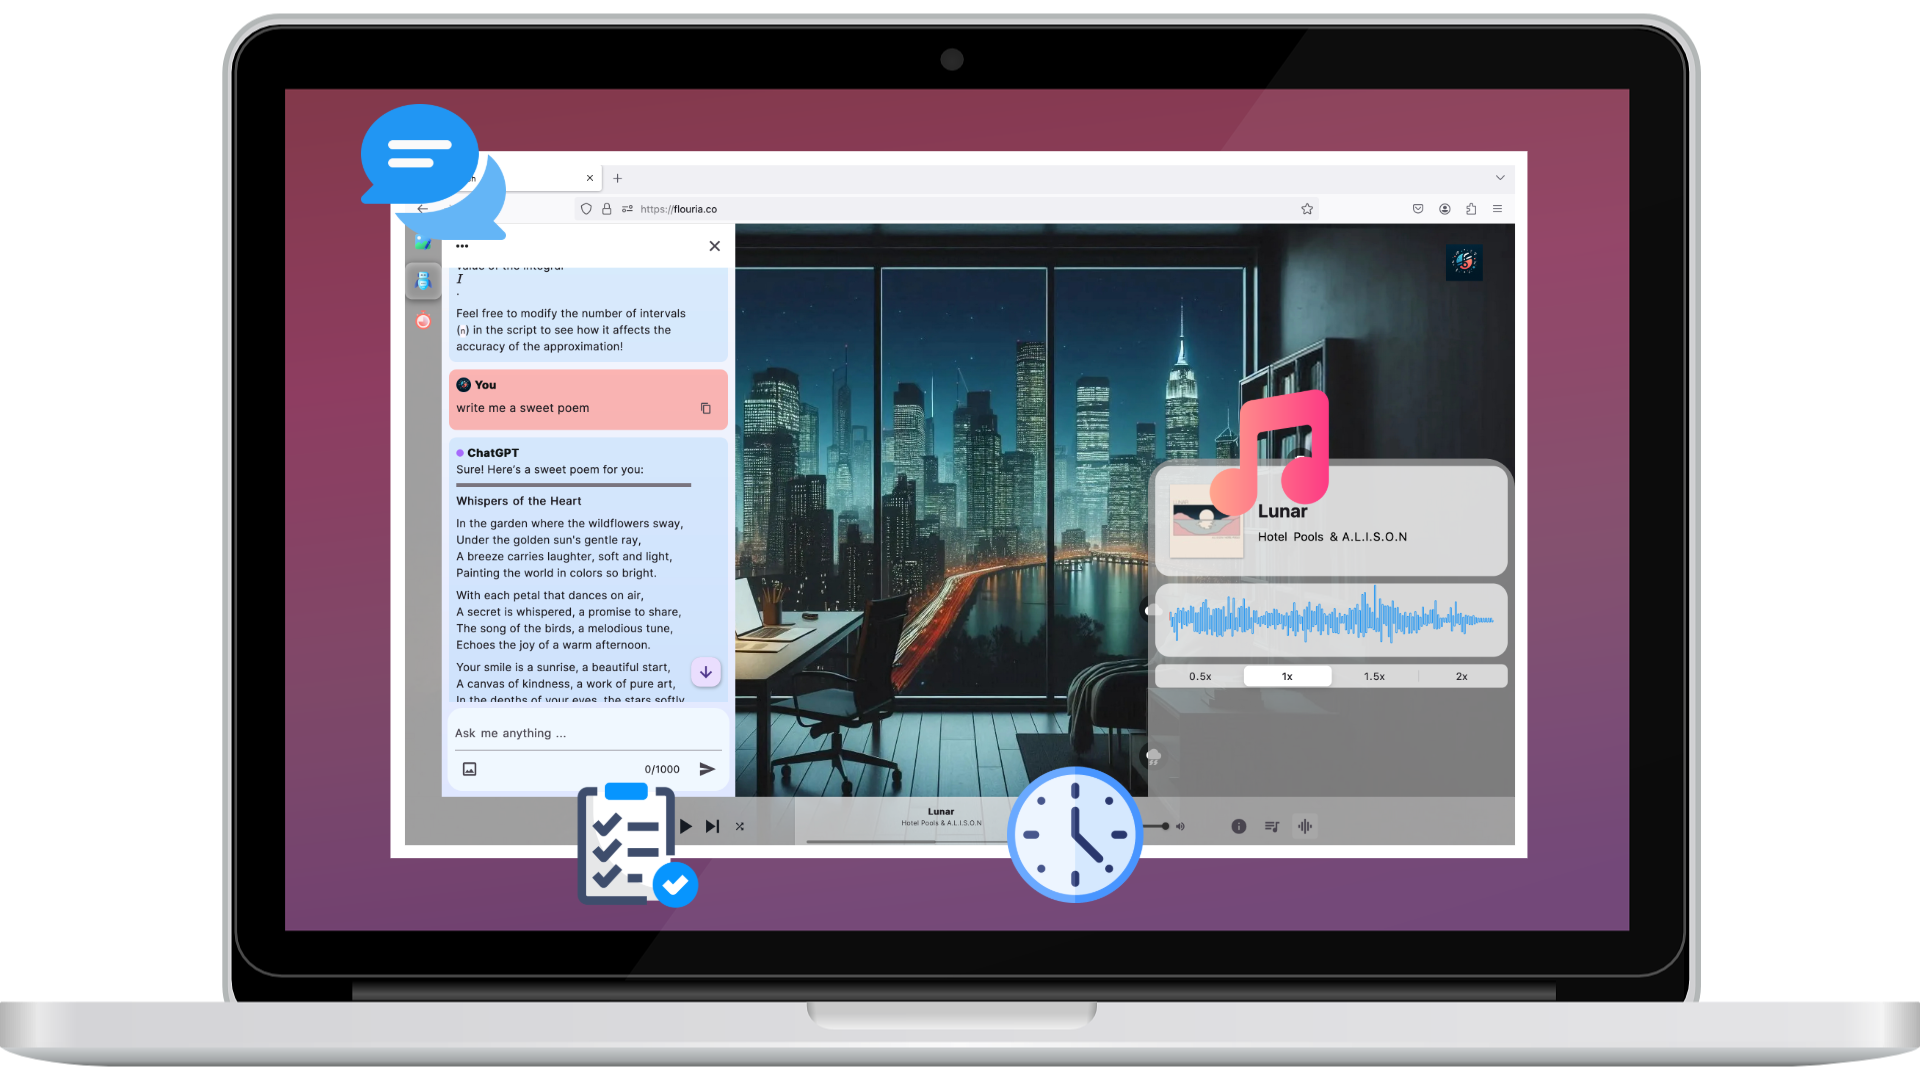 https://flouria.co
•••
value of the integral
I
.
Feel free to modify the number of intervals
(n) in the script to see how it affects the
accuracy of the approximation!
You
write me a sweet poem
ChatGPT
Sure! Here's a sweet poem for you:
Whispers of the Heart
In the garden where the wildflowers sway,
Under the golden sun's gentle ray,
A breeze carries laughter, soft and light,
Painting the world in colors so bright.
With each petal that dances on air,
A secret is whispered, a promise to share,
The song of the birds, a melodious tune,
Echoes the joy of a warm afternoon.
Your smile is a sunrise, a beautiful start,
A canvas of kindness, a work of pure art,
In the depths of your eyes, the stars softly
Ask me anything ...
0/1000
Lunar
Hotel Pools & A.L.I.S.O.N
0.5x 1x 1.5x 2x
Lunar
Hotel Pools & A.L.I.S.O.N